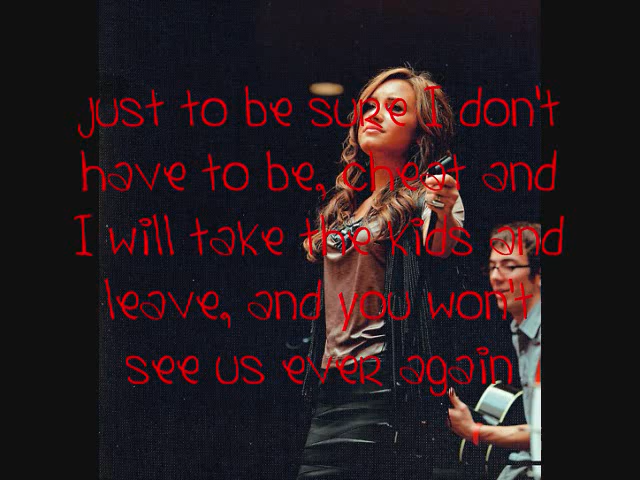 just to be sure I don't
have to be, cheat and
I will take the kids and
leave, and you won't
see us ever again !